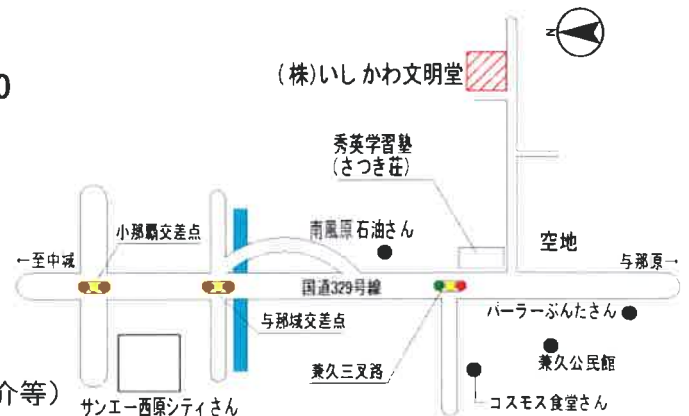 N
(株)いしかわ文明堂
0
秀英学習塾
(さつき荘)
小那覇交差点
南風原石油さん
空地
←至中城
与那原→
国道329号線
与那城交差点
パーラーぶんたさん
兼久三叉路
兼久公民館
介等)
サンエー西原シティさん
コスモス食堂さん